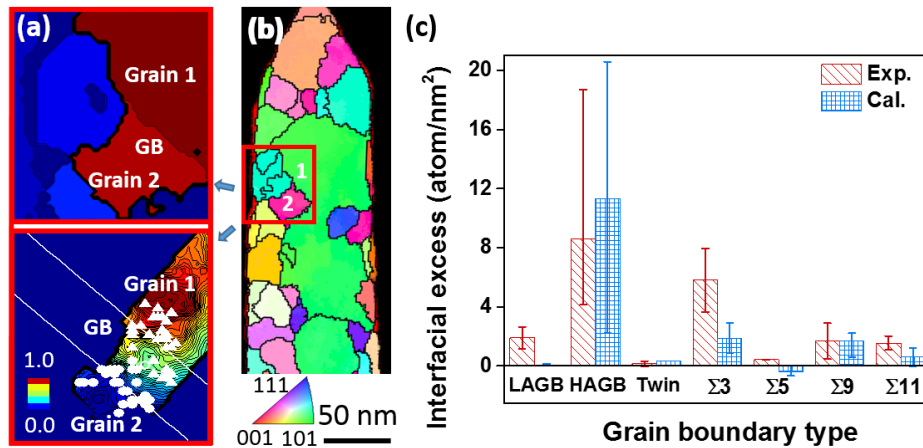 (a)
Grain 1
GB
Grain 2
Grain 1
GB
1.0
0.0
Grain 2
(b)
1
2
111
001
101
50 nm
(c)
Interfacial excess (atom/nm²)
20
16
12
8
4
0
Exp.
Cal.
LAGB HAGB Twin Σ3 Σ5 Σ9 Σ11
Grain boundary type